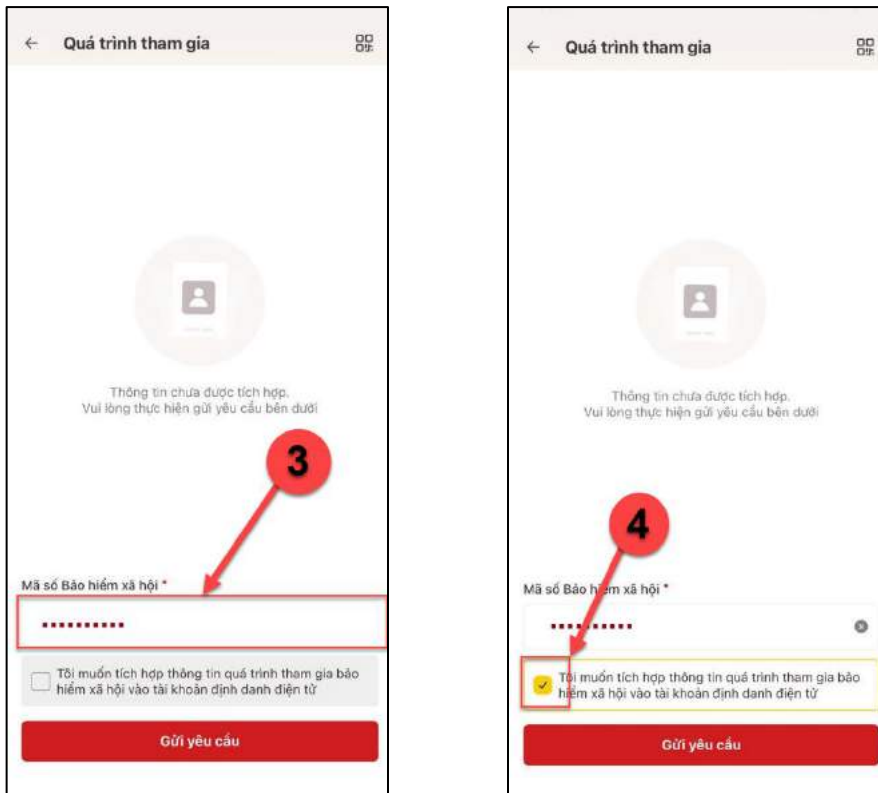 Quá trình tham gia
Thông tin chưa được tích hợp.
Vui lòng thực hiện gửi yêu cầu bên dưới
3
Mã số Bảo hiểm xã hội *
Tôi muốn tích hợp thông tin quá trình tham gia bảo
hiểm xã hội vào tài khoản định danh điện tử
Gửi yêu cầu
Quá trình tham gia
Thông tin chưa được tích hợp.
Vui lòng thực hiện gửi yêu cầu bên dưới
4
Mã số Bảo hiểm xã hội *
Tôi muốn tích hợp thông tin quá trình tham gia bảo
hiểm xã hội vào tài khoản định danh điện tử
Gửi yêu cầu